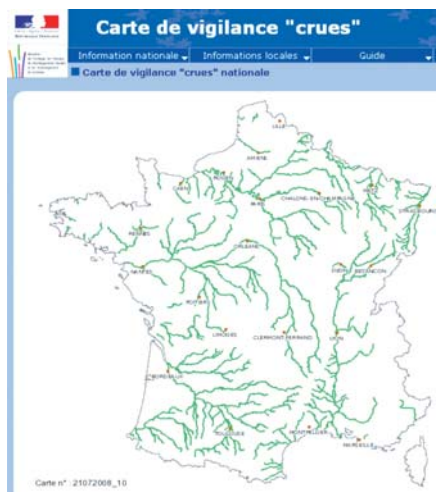 Carte de vigilance "crues"
Information nationale
Informations locales
Guide
Carte de vigilance "crues" nationale
LILLE
AMIENS
ROUEN
CAEN
METZ
CHALONS-EN-CHAMPAGNE
PARIS
STRASBOURG
RENNES
ORLEANS
DIJON
BESANCON
NANTES
POITIER
LIMOGES
CLERMONT-FERRAND
LYON
BORDEAUX
TOULOUSE
MONTPELLIER
MARSEILLE
Carte n° : 21072008_10